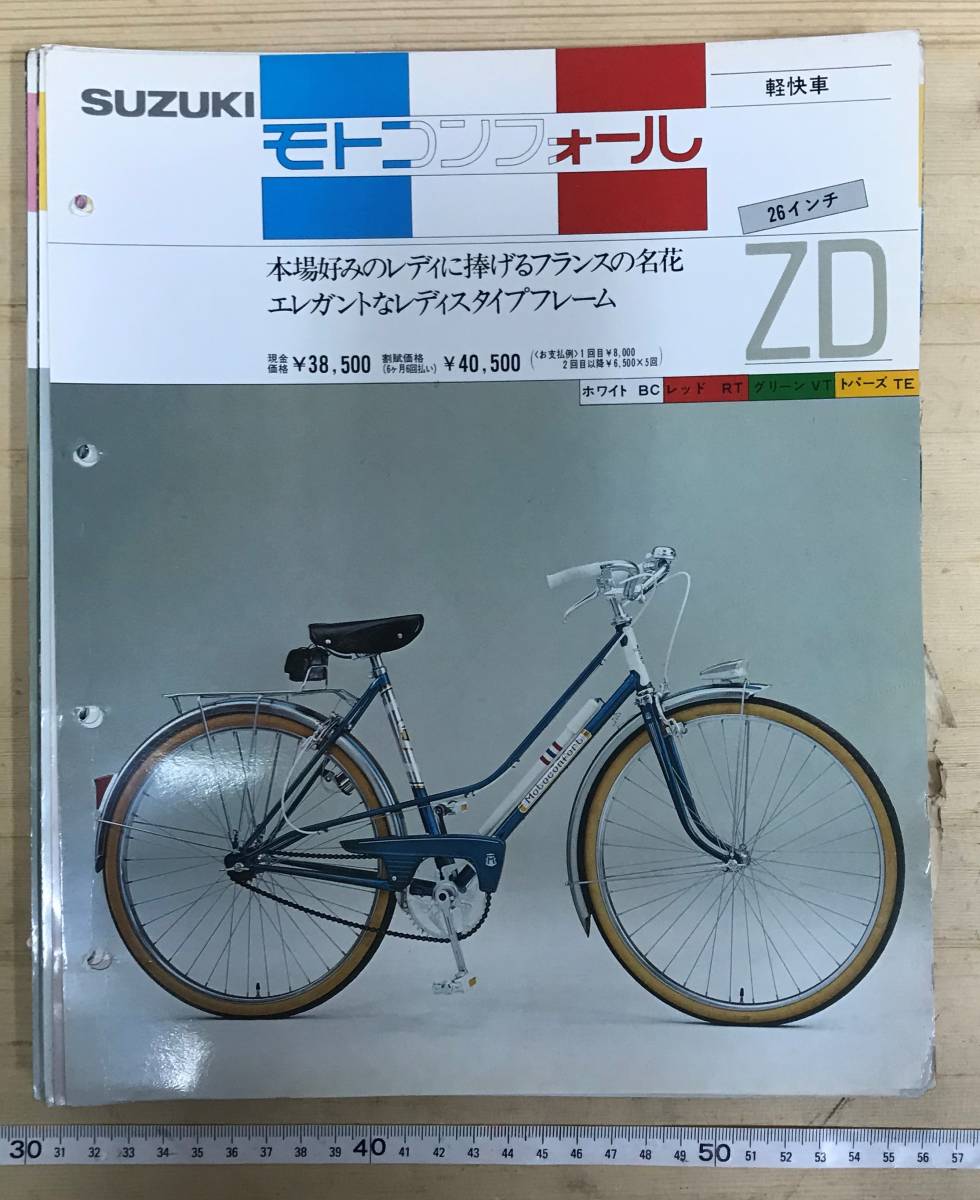 SUZUKI
モトコンフォール
軽快車
26インチ
ZD
本場好みのレディに捧げるフランスの名花
エレガントなレディスタイプフレーム
現金価格 ¥38,500 割賦価格(6ヶ月6回払い) ¥40,500 (〈お支払例〉1回目¥8,000
2回目以降¥6,500×5回)
ホワイト BC レッド RT グリーン VT トパーズ TE
Motoconfort
30 31 32 33 34 35 36 37 38 39 40 41 42 43 44 45 46 47 48 49 50 51 52 53 54 55 56 57